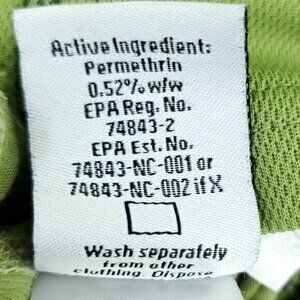 Active Ingredient:
Permethrin
0.52% w/w
EPA Reg. No.
74843-2
EPA Est. No.
74843-NC-001 or
74843-NC-002 if X
Wash separately
from other
clothing. Dispose